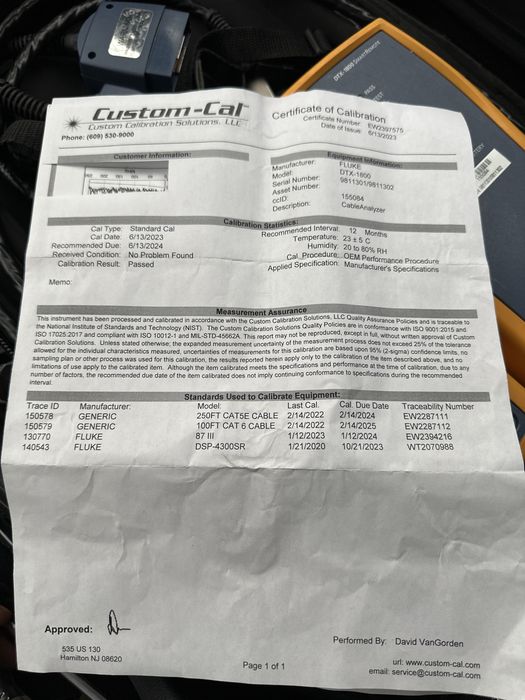 DTX-1800 CableAnalyzer
PASS
TEST
Custom-Cal
Custom Calibration Solutions, LLC
Phone: (609) 530-9000
Certificate of Calibration
Certificate Number: EW2397575
Date of Issue: 6/13/2023
Customer Information:
Equipment Information:
Manufacturer: FLUKE
Model: DTX-1800
Serial Number: 9811301/9811302
Asset Number:
ccID: 155084
Description: CableAnalyzer
Calibration Statistics:
Cal Type: Standard Cal
Cal Date: 6/13/2023
Recommended Due: 6/13/2024
Received Condition: No Problem Found
Calibration Result: Passed
Recommended Interval: 12 Months
Temperature: 23 ± 5 C
Humidity: 20 to 80% RH
Cal. Procedure: OEM Performance Procedure
Applied Specification: Manufacturer's Specifications
Memo:
Measurement Assurance
This instrument has been processed and calibrated in accordance with the Custom Calibration Solutions, LLC Quality Assurance Policies and is traceable to
the National Institute of Standards and Technology (NIST). The Custom Calibration Solutions Quality Policies are in conformance with ISO 9001:2015 and
ISO 17025:2017 and compliant with ISO 10012-1 and MIL-STD-45662A. This report may not be reproduced, except in full, without written approval of Custom
Calibration Solutions. Unless stated otherwise, the expanded measurement uncertainty of the measurement process does not exceed 25% of the tolerance
allowed for the individual characteristics measured, uncertainties of measurements for this calibration are based upon 95% (2-sigma) confidence limits, no
sampling plan or other process was used for this calibration, the results reported herein apply only to the calibration of the item described above, and no
limitations of use apply to the calibrated item. Although the item calibrated meets the specifications and performance at the time of calibration, due to any
number of factors, the recommended due date of the item calibrated does not imply continuing conformance to specifications during the recommended
interval.
Standards Used to Calibrate Equipment:
Trace ID Manufacturer: Model: Last Cal. Cal. Due Date Traceability Number
150578 GENERIC 250FT CAT5E CABLE 2/14/2022 2/14/2024 EW2287111
150579 GENERIC 100FT CAT 6 CABLE 2/14/2022 2/14/2025 EW2287112
130770 FLUKE 87 III 1/12/2023 1/12/2024 EW2394216
140543 FLUKE DSP-4300SR 1/21/2020 10/21/2023 WT2070988
Approved:
535 US 130
Hamilton NJ 08620
Page 1 of 1
Performed By: David VanGorden
url: www.custom-cal.com
email: service@custom-cal.com